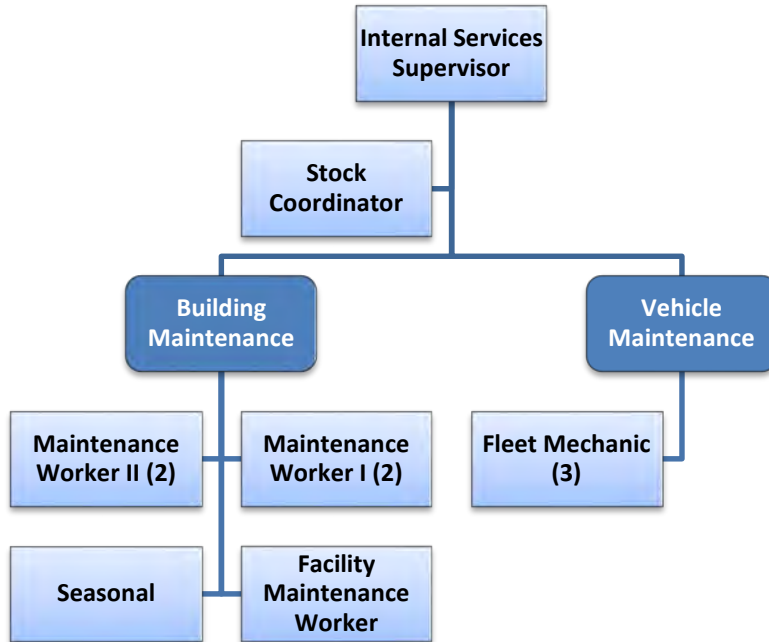 Internal Services
Supervisor
Stock
Coordinator
Building
Maintenance
Vehicle
Maintenance
Maintenance
Worker II (2)
Maintenance
Worker I (2)
Fleet Mechanic
(3)
Seasonal
Facility
Maintenance
Worker